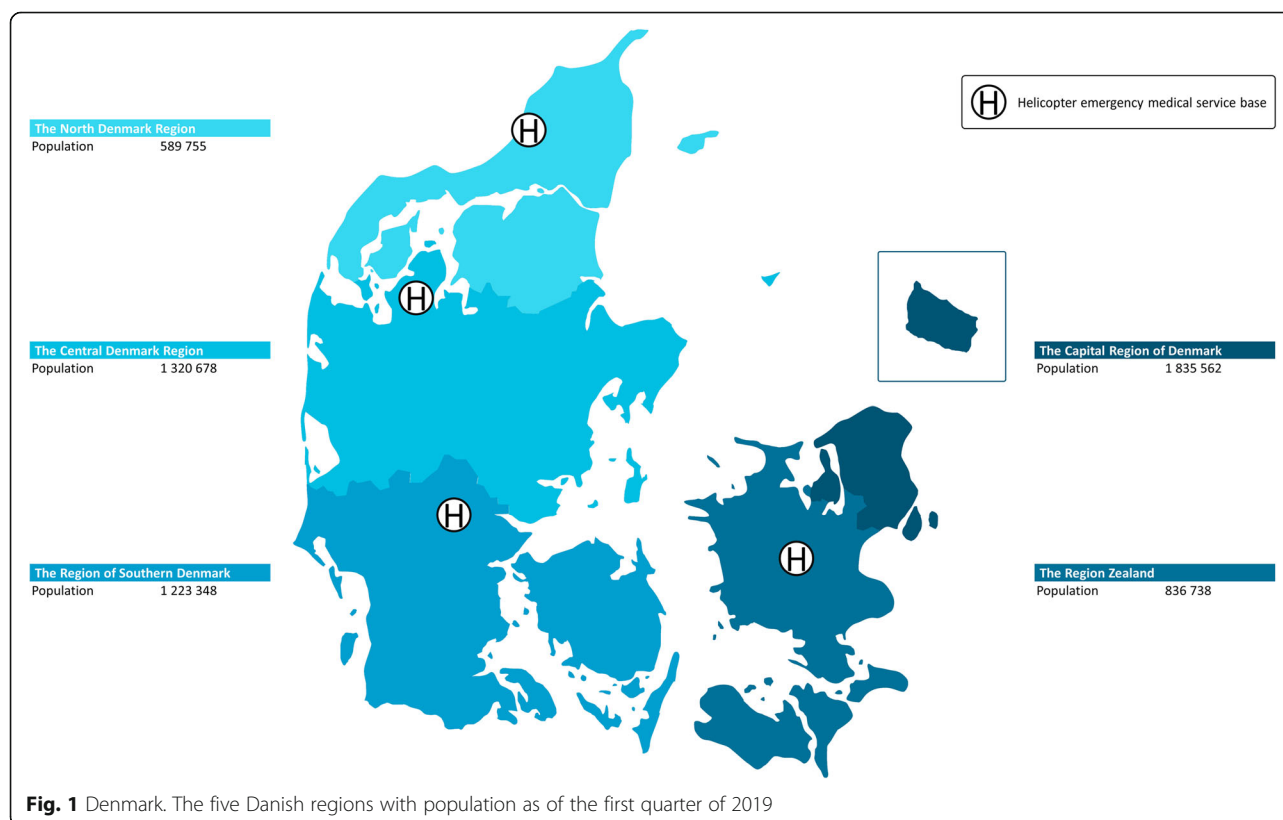 The North Denmark Region
Population 589 755
H
Helicopter emergency medical service base
H
H
The Central Denmark Region
Population 1 320 678
The Capital Region of Denmark
Population 1 835 562
H
H
The Region of Southern Denmark
Population 1 223 348
The Region Zealand
Population 836 738
Fig. 1 Denmark. The five Danish regions with population as of the first quarter of 2019